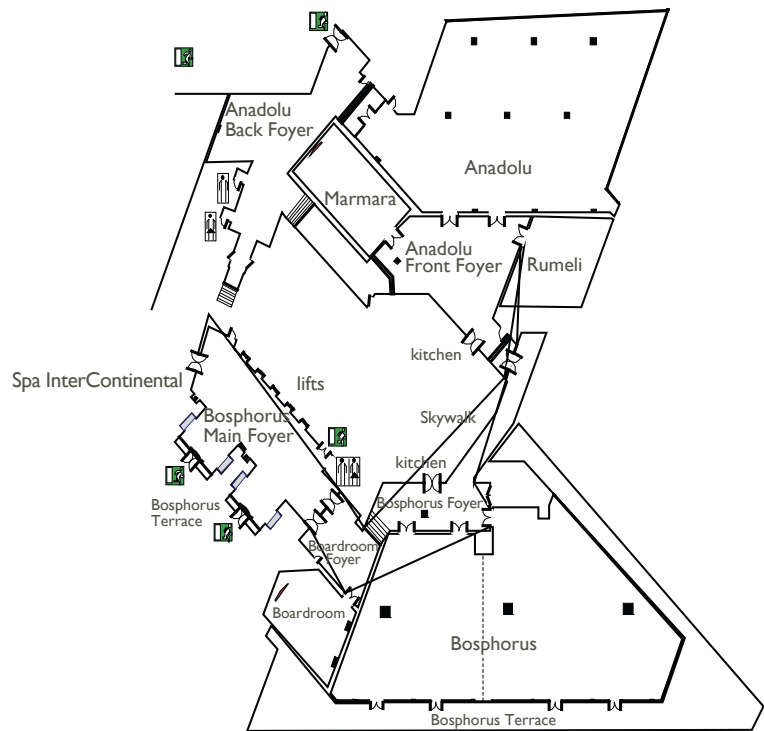 Anadolu
Back Foyer
Anadolu
Marmara
Anadolu
Front Foyer
Rumeli
kitchen
Spa InterContinental
lifts
Bosphorus
Main Foyer
Skywalk
kitchen
Bosphorus Foyer
Bosphorus
Terrace
Boardroom
Foyer
Boardroom
Bosphorus
Bosphorus Terrace